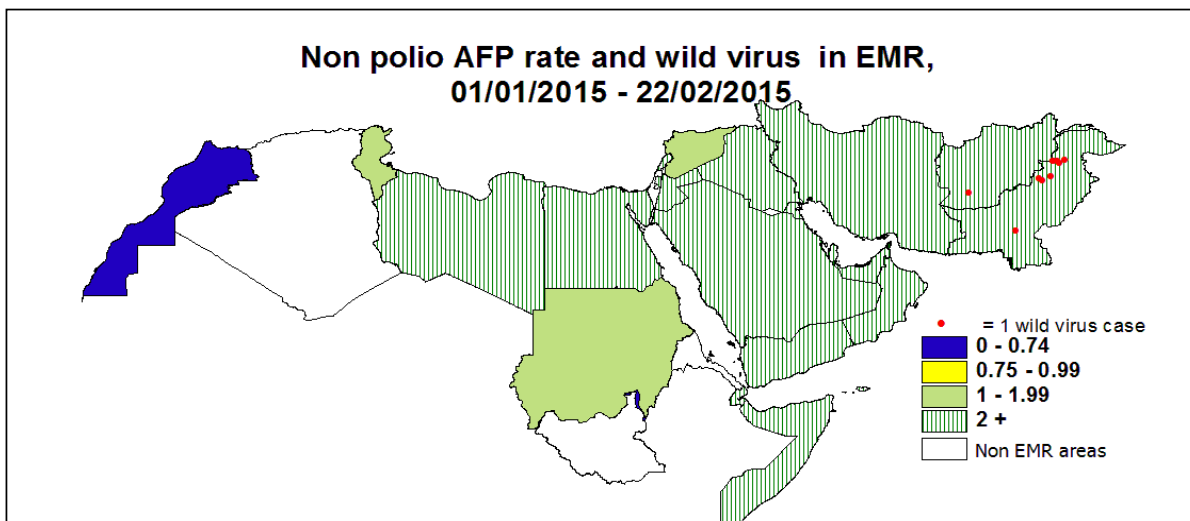 Non polio AFP rate and wild virus in EMR,
01/01/2015 - 22/02/2015
= 1 wild virus case
0 - 0.74
0.75 - 0.99
1 - 1.99
2 +
Non EMR areas